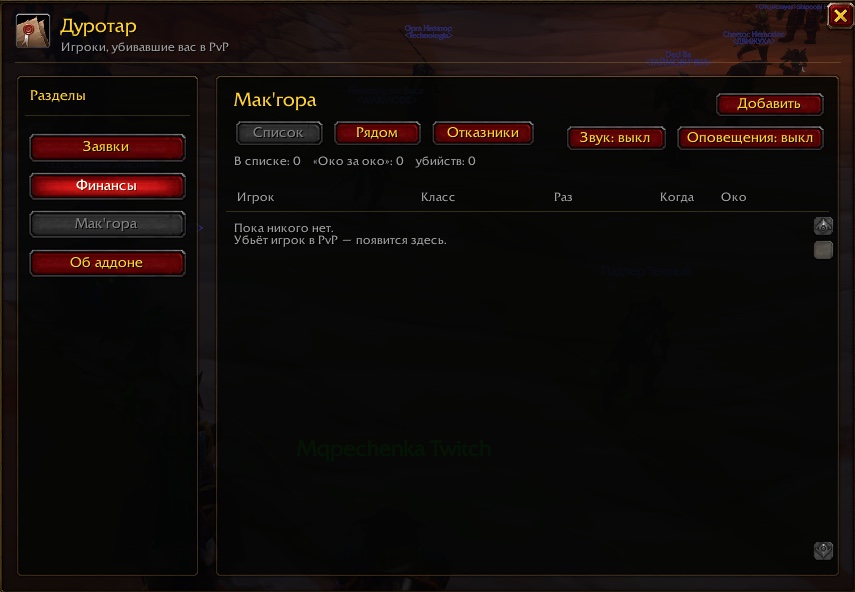 Дуротар
Игроки, убивавшие вас в PvP
Разделы
Заявки
Финансы
Мак'гора
Об аддоне
Мак'гора
Добавить
Список
Рядом
Отказники
Звук: выкл
Оповещения: выкл
В списке: 0 «Око за око»: 0 убийств: 0
Игрок Класс Раз Когда Око
Пока никого нет.
Убьёт игрок в PvP — появится здесь.
Mqpechenka Twitch